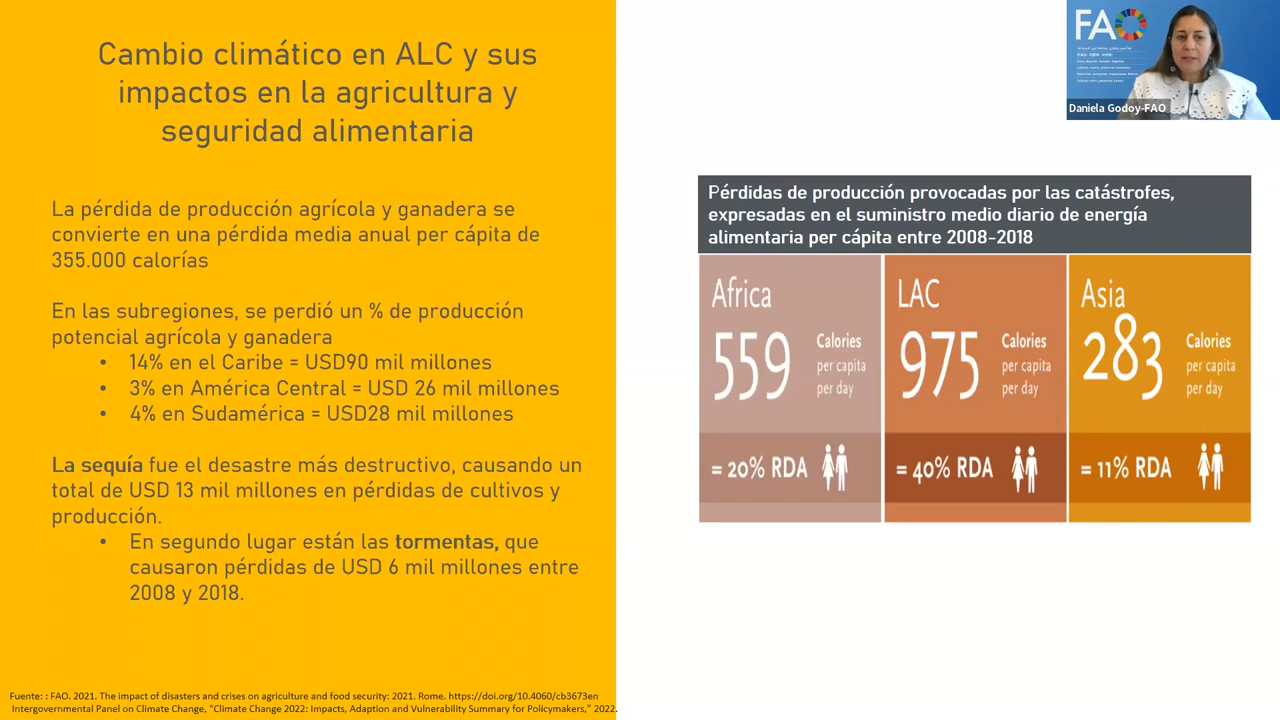 Cambio climático en ALC y sus
impactos en la agricultura y
seguridad alimentaria
La pérdida de producción agrícola y ganadera se
convierte en una pérdida media anual per cápita de
355.000 calorías
En las subregiones, se perdió un % de producción
potencial agrícola y ganadera
• 14% en el Caribe = USD90 mil millones
• 3% en América Central = USD 26 mil millones
• 4% en Sudamérica = USD28 mil millones
La sequía fue el desastre más destructivo, causando un
total de USD 13 mil millones en pérdidas de cultivos y
producción.
• En segundo lugar están las tormentas, que
causaron pérdidas de USD 6 mil millones entre
2008 y 2018.
Fuente: : FAO. 2021. The impact of disasters and crises on agriculture and food security: 2021. Rome. https://doi.org/10.4060/cb3673en
Intergovernmental Panel on Climate Change, "Climate Change 2022: Impacts, Adaption and Vulnerability Summary for Policymakers," 2022.
FAO
Daniela Godoy-FAO
Pérdidas de producción provocadas por las catástrofes,
expresadas en el suministro medio diario de energía
alimentaria per cápita entre 2008-2018
Africa
559 Calories
per capita
per day
= 20% RDA
LAC
975 Calories
per capita
per day
= 40% RDA
Asia
283 Calories
per capita
per day
= 11% RDA